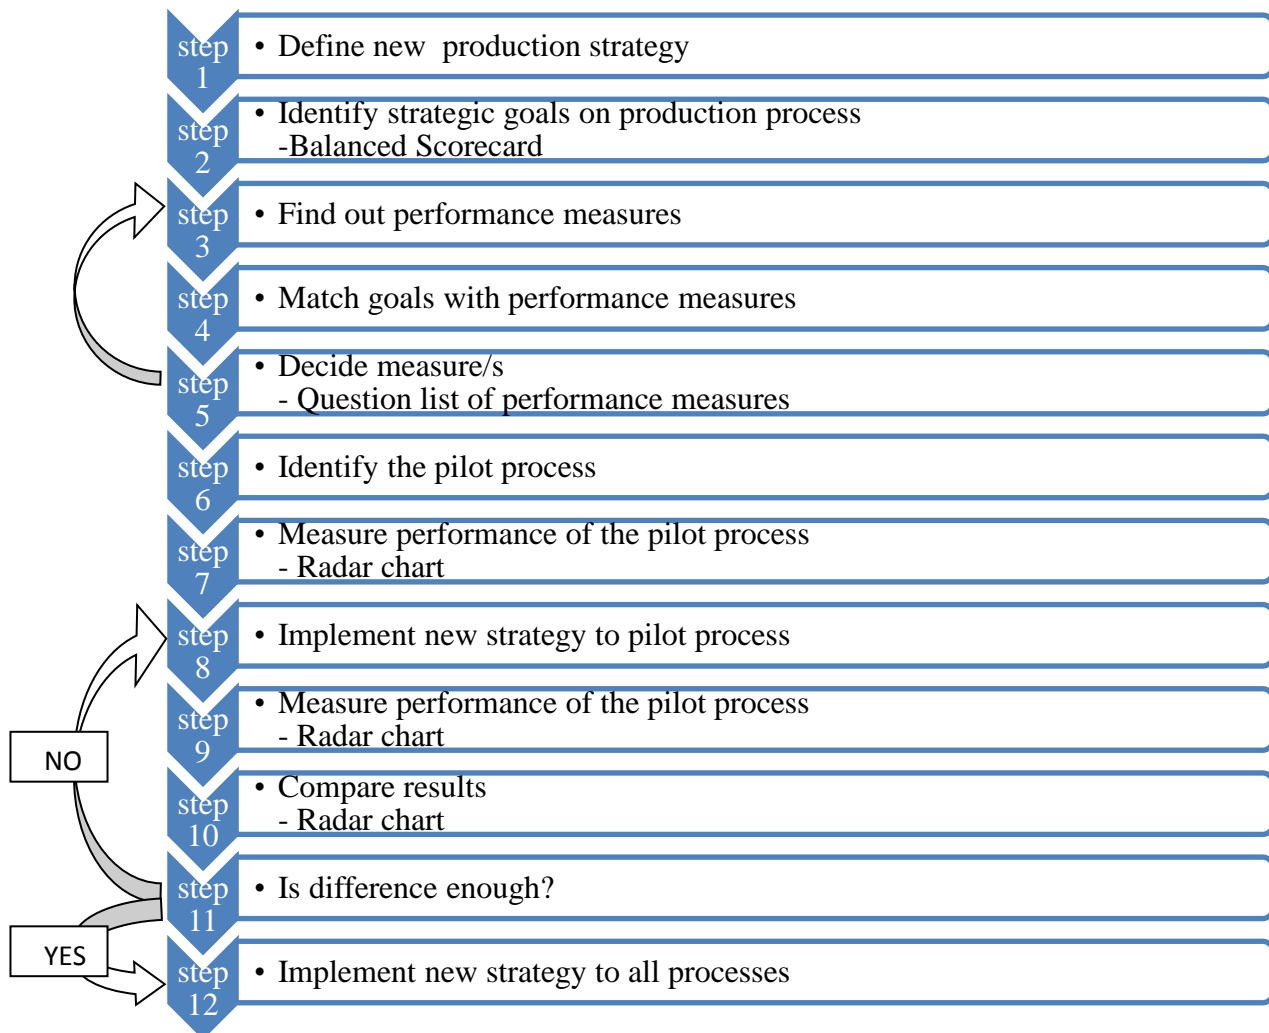 step
1
• Define new  production strategy
step
2
• Identify strategic goals on production process
-Balanced Scorecard
step
3
• Find out performance measures
step
4
• Match goals with performance measures
step
5
• Decide measure/s
- Question list of performance measures
step
6
• Identify the pilot process
step
7
• Measure performance of the pilot process
- Radar chart
step
8
• Implement new strategy to pilot process
step
9
• Measure performance of the pilot process
- Radar chart
NO
step
10
• Compare results
- Radar chart
step
11
• Is difference enough?
YES
step
12
• Implement new strategy to all processes